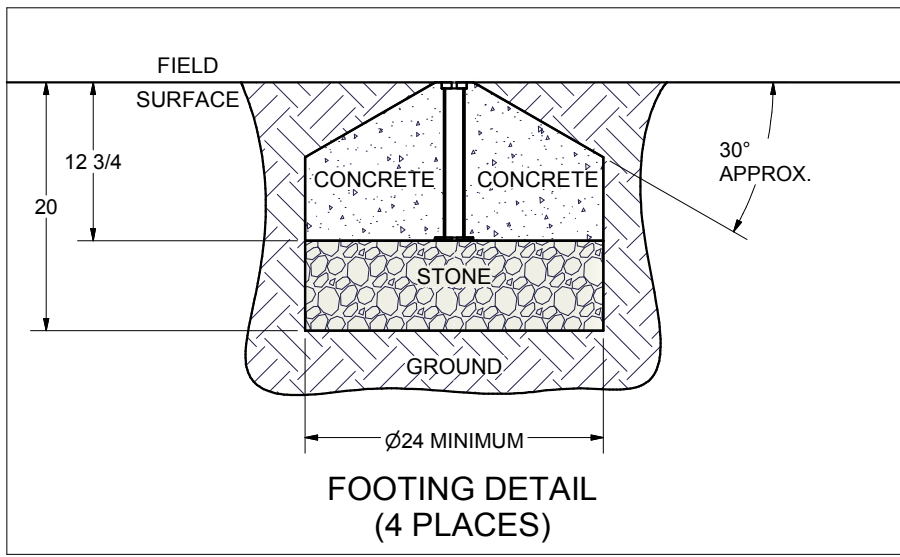 FIELD
SURFACE
12 3/4
20
30°
APPROX.
CONCRETE
CONCRETE
STONE
GROUND
Ø24 MINIMUM
FOOTING DETAIL
(4 PLACES)